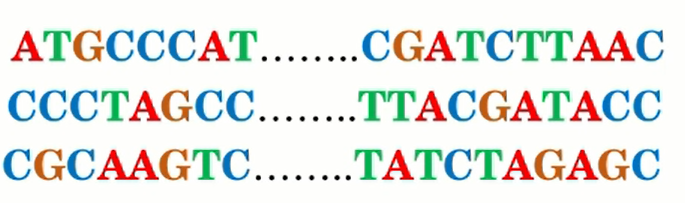 ATGCCCAT........CGATCTTAAC
CCCTAGCC........TTACGATACC
CGCAAGTC........TATCTAGAGC